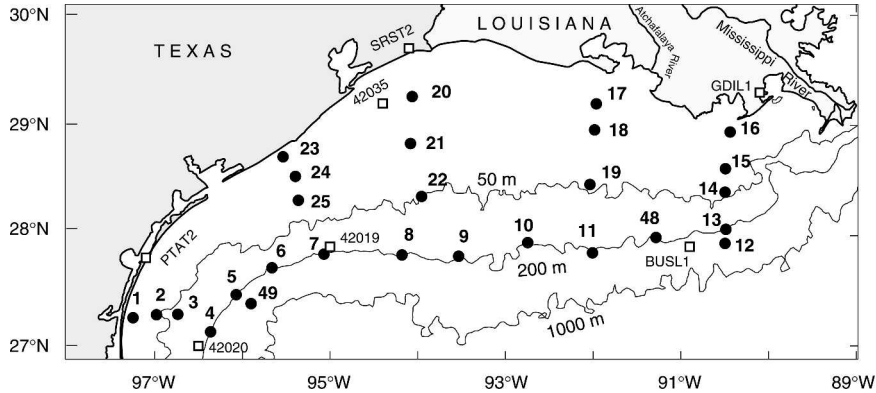 30°N
29°N
28°N
27°N
97°W
95°W
93°W
91°W
89°W
TEXAS
LOUISIANA
Atchafalaya
River
Mississippi
River
SRST2
42035
GDIL1
PTAT2
42019
42020
BUSL1
50 m
200 m
1000 m
20
17
16
21
18
15
23
24
25
22
19
14
13
12
48
11
10
9
8
7
6
5
49
4
3
2
1